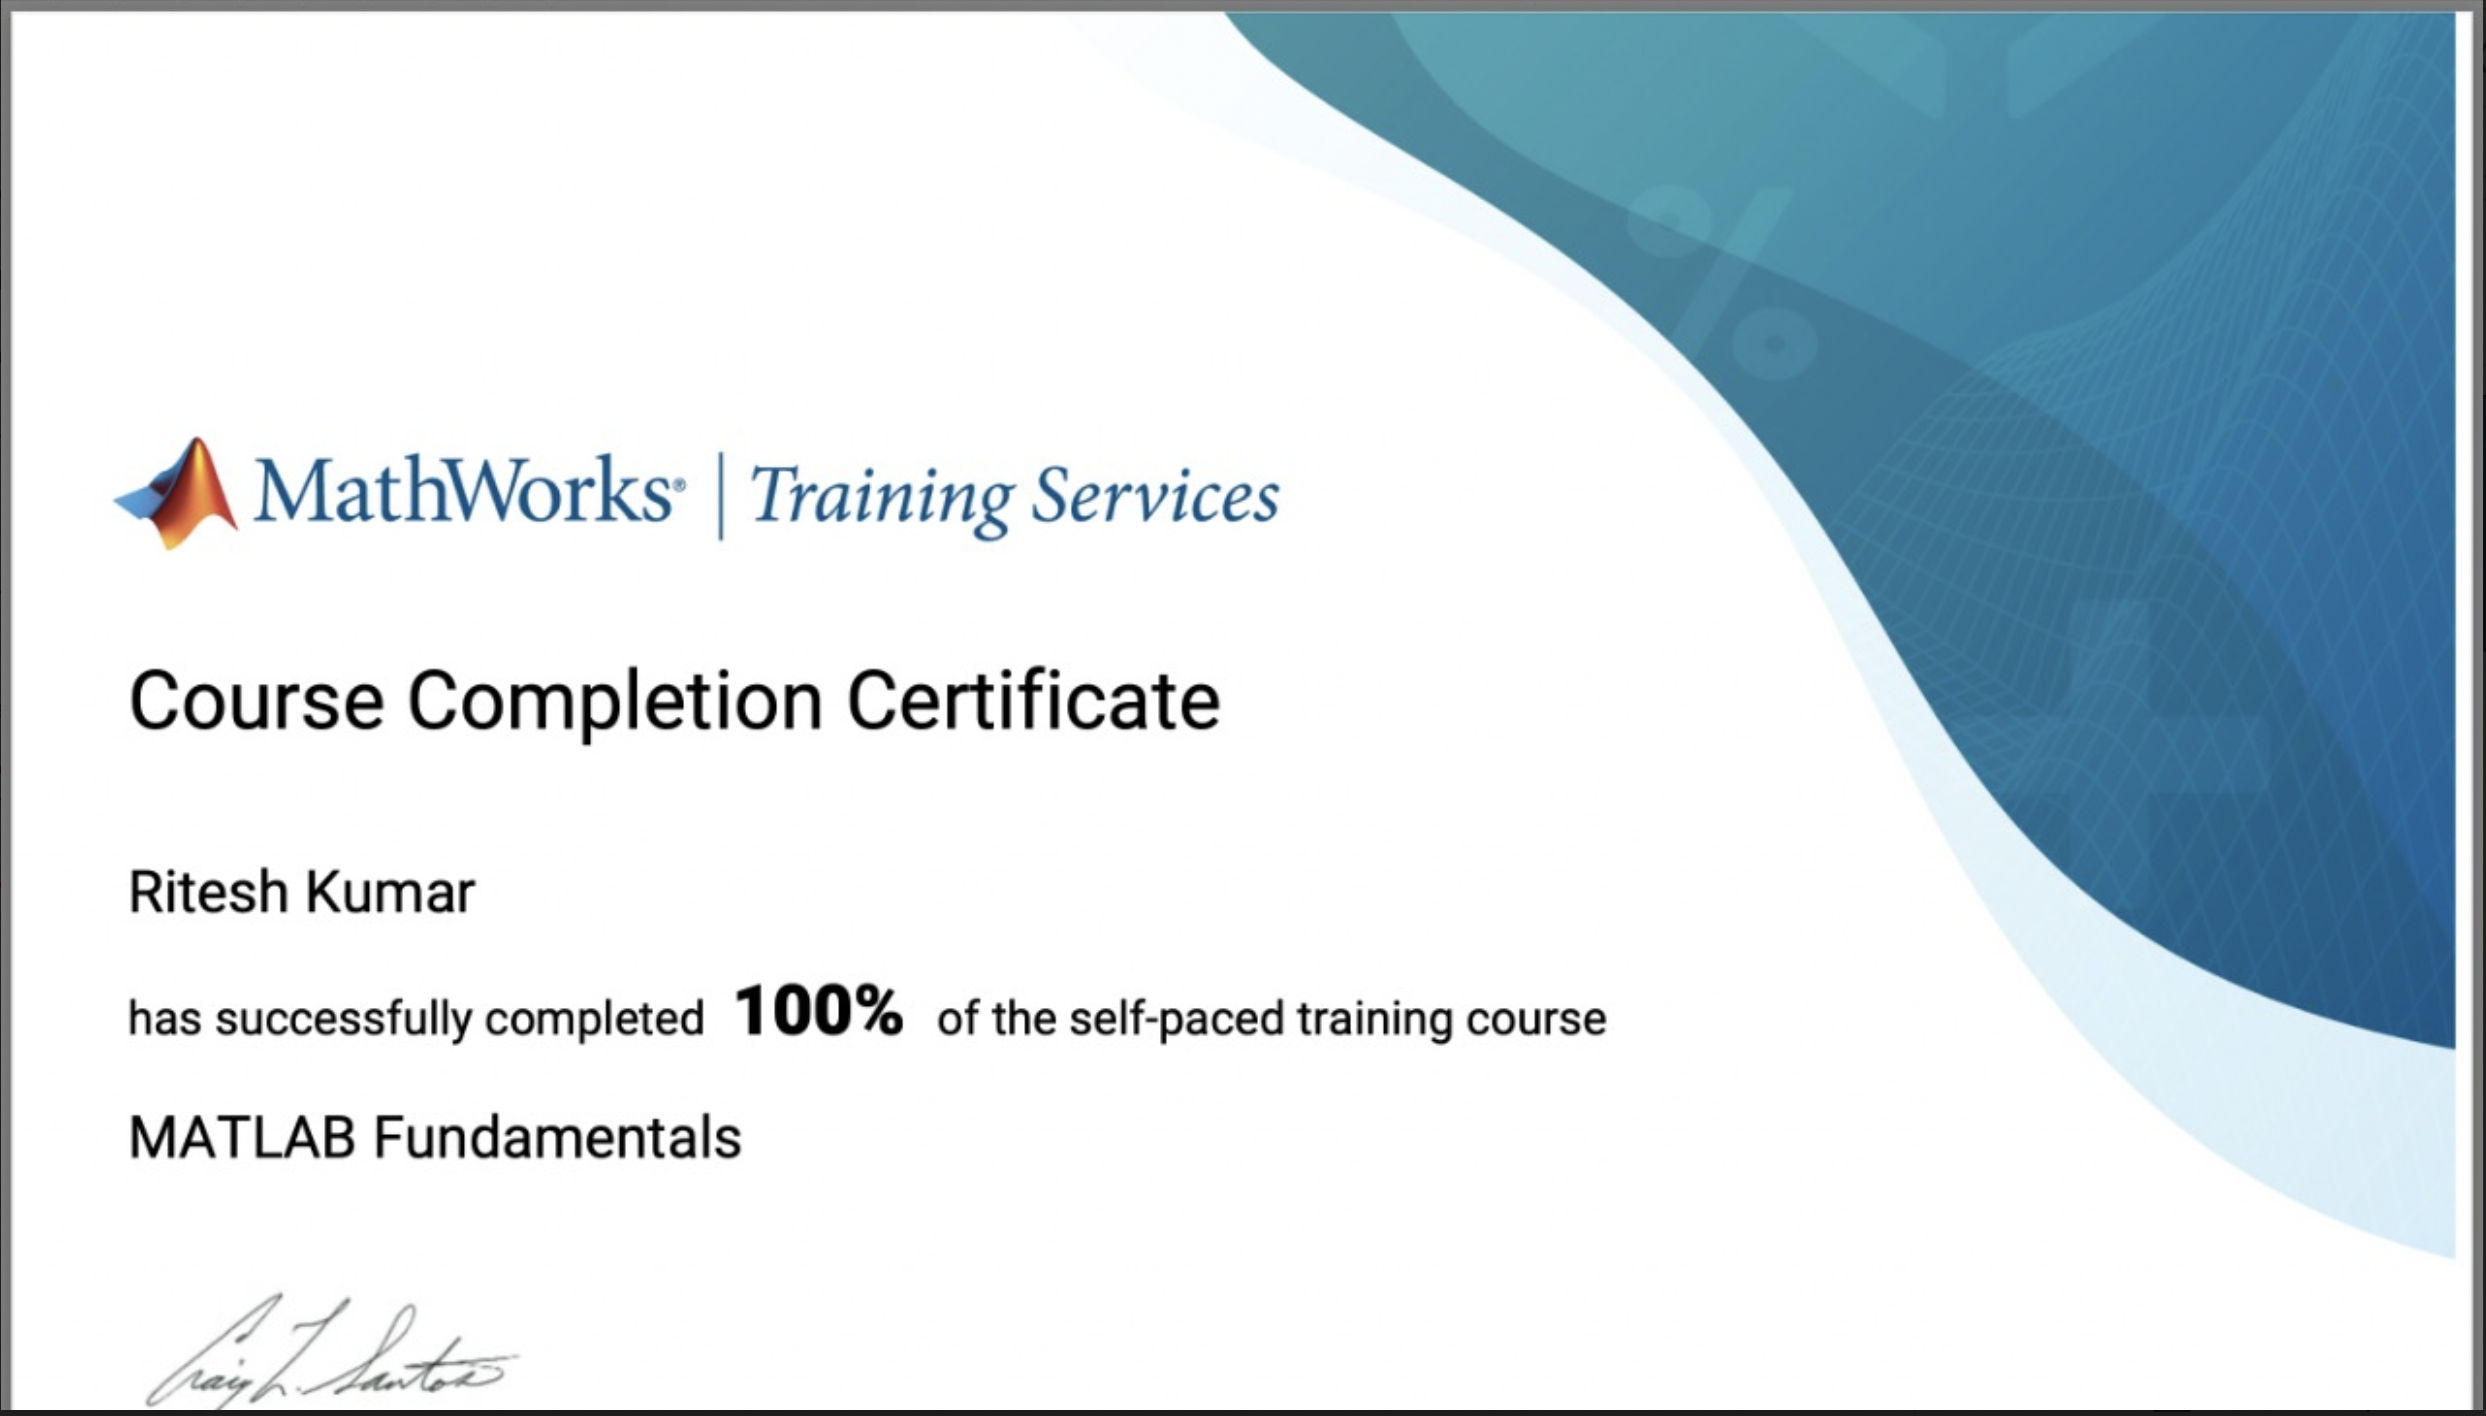 MathWorks® | Training Services
Course Completion Certificate
Ritesh Kumar
has successfully completed 100% of the self-paced training course
MATLAB Fundamentals
Craig L. Santos